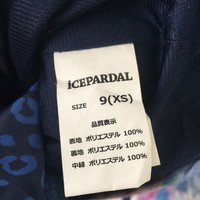 iCEPARDAL
SIZE 9(XS)
品質表示
表地 ポリエステル 100%
裏地 ポリエステル 100%
中綿 ポリエステル 100%